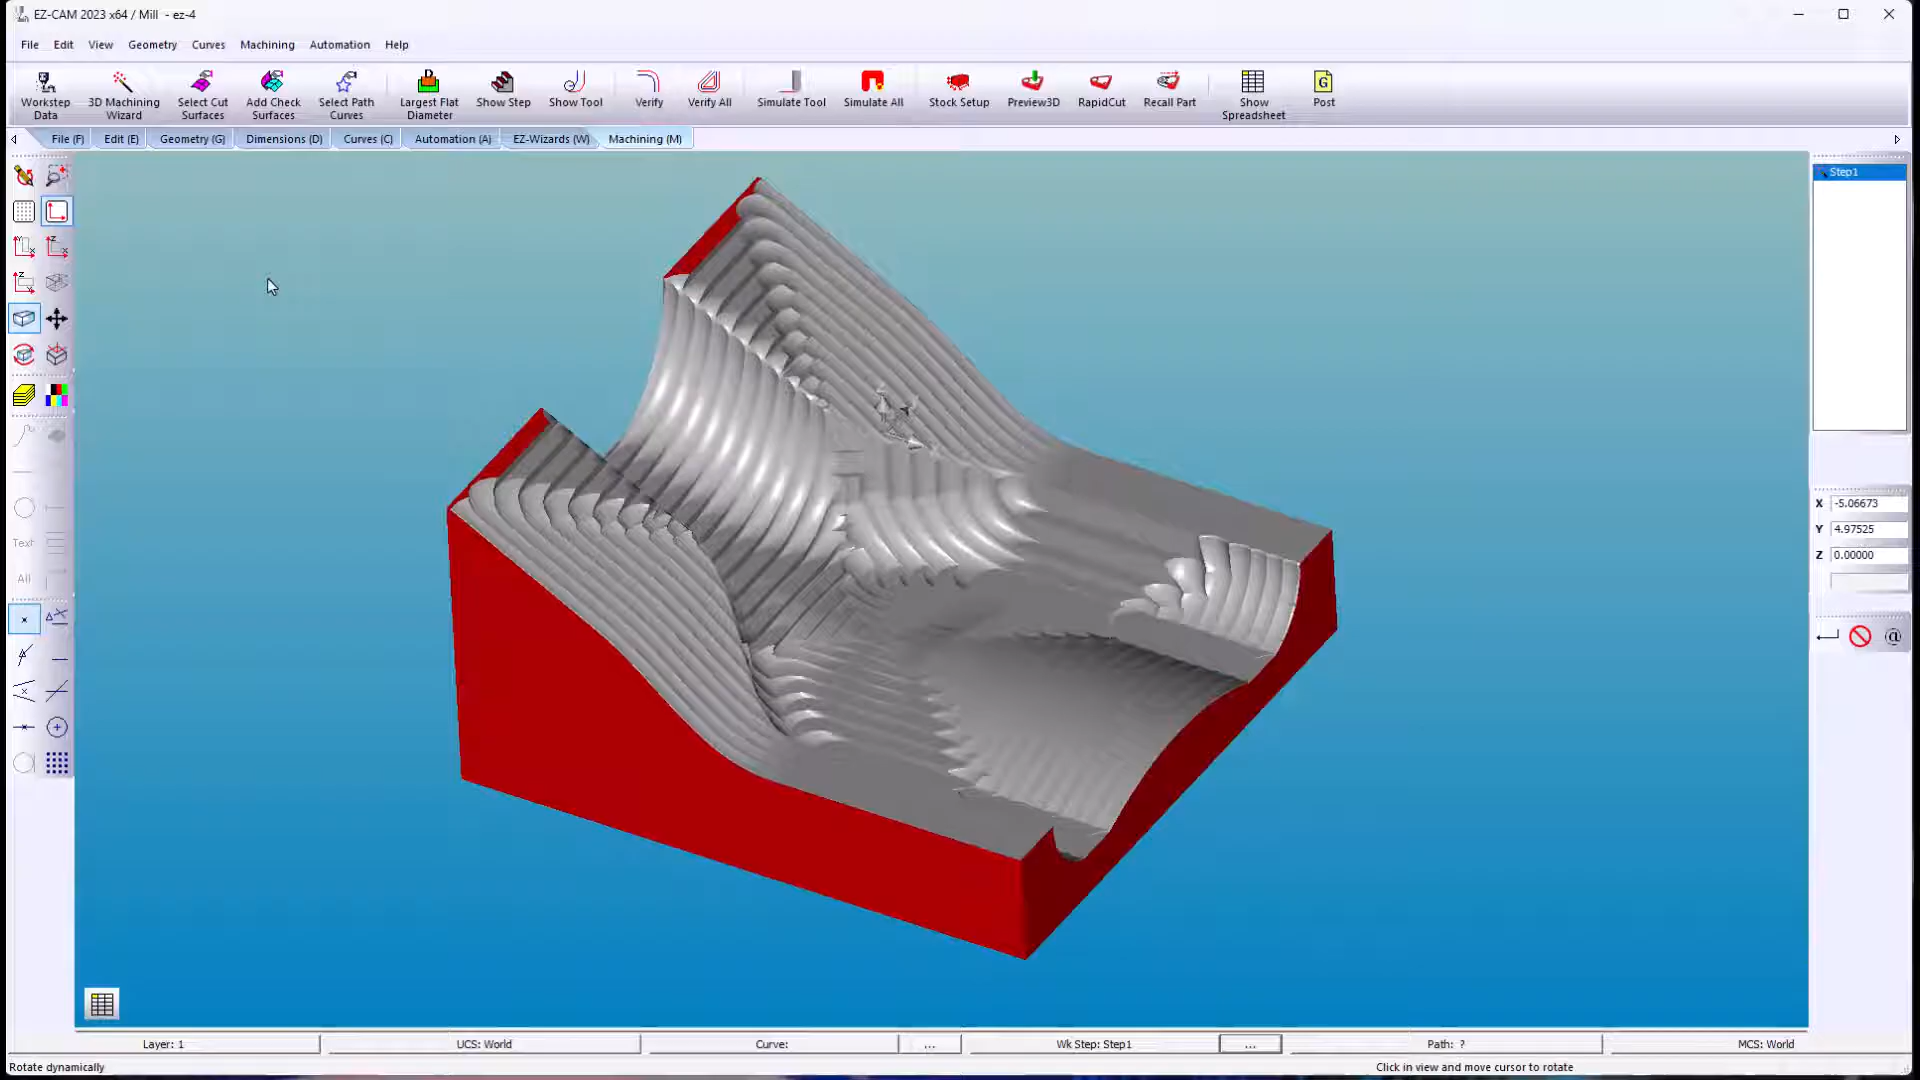 EZ-CAM 2023 x64 / Mill - ez-4
File Edit View Geometry Curves Machining Automation Help
Workstep Data
3D Machining Wizard
Select Cut Surfaces
Add Check Surfaces
Select Path Curves
Largest Flat Diameter
Show Step
Show Tool
Verify
Verify All
Simulate Tool
Simulate All
Stock Setup
Preview3D
RapidCut
Recall Part
Show Spreadsheet
Post
File (F) Edit (E) Geometry (G) Dimensions (D) Curves (C) Automation (A) EZ-Wizards (W) Machining (M)
Step1
X -5.06673
Y 4.97525
Z 0.00000
Text
All
@
Layer: 1 UCS: World Curve: ... Wk Step: Step1 ... Path: ? MCS: World
Rotate dynamically Click in view and move cursor to rotate